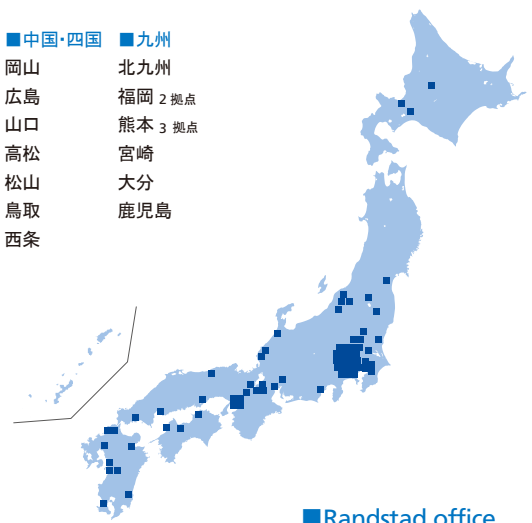 ■中国・四国
岡山
広島
山口
高松
松山
鳥取
西条
■九州
北九州
福岡 2 拠点
熊本 3 拠点
宮崎
大分
鹿児島
■Randstad office